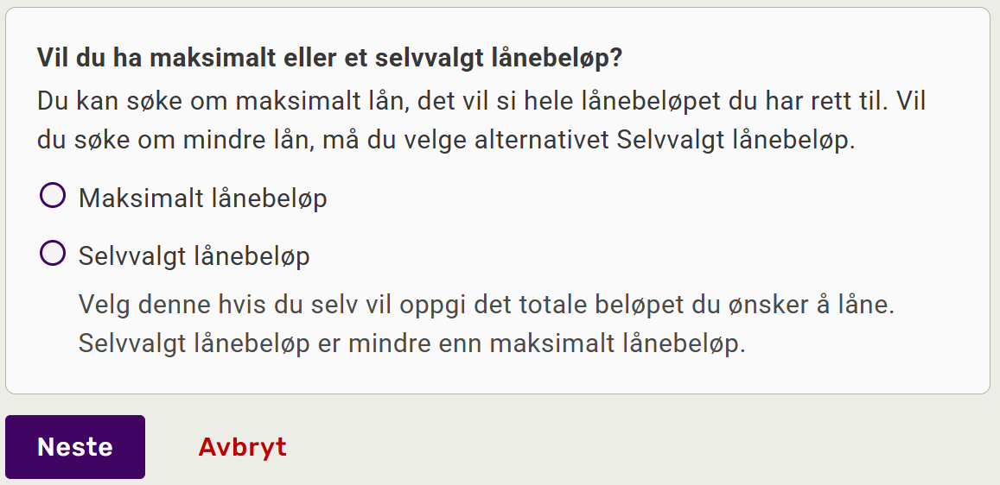 Vil du ha maksimalt eller et selvvalgt lånebeløp?
Du kan søke om maksimalt lån, det vil si hele lånebeløpet du har rett til. Vil
du søke om mindre lån, må du velge alternativet Selvvalgt lånebeløp.
Maksimalt lånebeløp
Selvvalgt lånebeløp
Velg denne hvis du selv vil oppgi det totale beløpet du ønsker å låne.
Selvvalgt lånebeløp er mindre enn maksimalt lånebeløp.
Neste
Avbryt